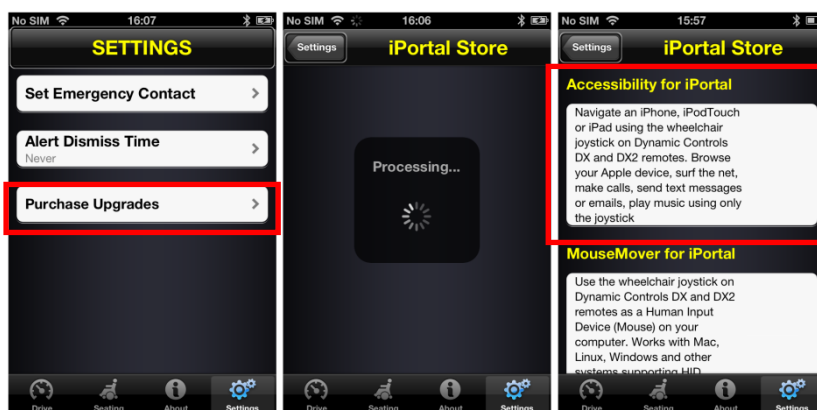 No SIM 16:07
SETTINGS
Set Emergency Contact
Alert Dismiss Time
Never
Purchase Upgrades
Drive Seating About Settings
No SIM 16:06
Settings iPortal Store
Processing...
Drive Seating About Settings
No SIM 15:57
Settings iPortal Store
Accessibility for iPortal
Navigate an iPhone, iPodTouch
or iPad using the wheelchair
joystick on Dynamic Controls
DX and DX2 remotes. Browse
your Apple device, surf the net,
make calls, send text messages
or emails, play music using only
the joystick
MouseMover for iPortal
Use the wheelchair joystick on
Dynamic Controls DX and DX2
remotes as a Human Input
Device (Mouse) on your
computer. Works with Mac,
Linux, Windows and other
systems supporting HID
Drive Seating About Settings